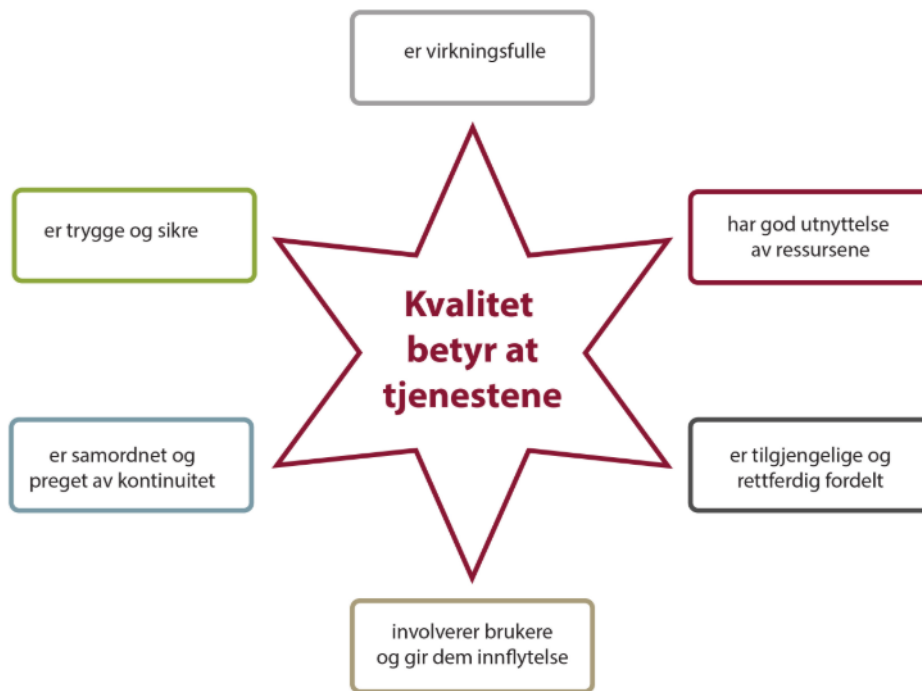 er virkningsfulle
er trygge og sikre
har god utnyttelse
av ressursene
Kvalitet
betyr at
tjenestene
er samordnet og
preget av kontinuitet
er tilgjengelige og
rettferdig fordelt
involverer brukere
og gir dem innflytelse